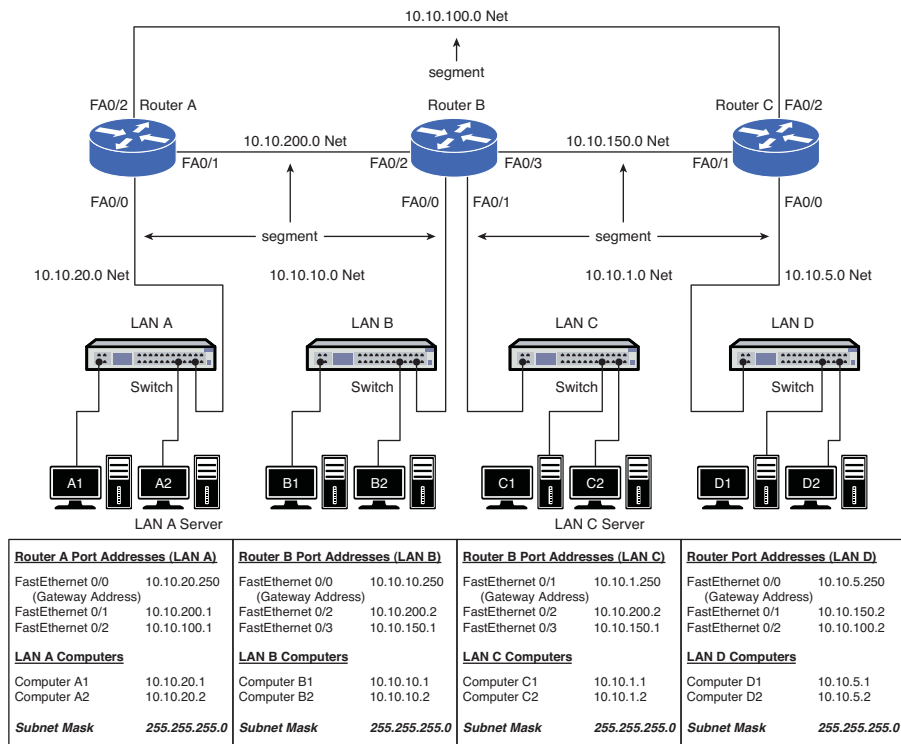 10.10.100.0 Net
segment
FA0/2 Router A
Router B
Router C FA0/2
10.10.200.0 Net
10.10.150.0 Net
FA0/1
FA0/2
FA0/3
FA0/1
FA0/0
FA0/0
FA0/1
FA0/0
segment
segment
10.10.20.0 Net
10.10.10.0 Net
10.10.1.0 Net
10.10.5.0 Net
LAN A
LAN B
LAN C
LAN D
Switch
Switch
Switch
Switch
A1
A2
B1
B2
C1
C2
D1
D2
LAN A Server
LAN C Server
Router A Port Addresses (LAN A)
FastEthernet 0/0 10.10.20.250
(Gateway Address)
FastEthernet 0/1 10.10.200.1
FastEthernet 0/2 10.10.100.1
LAN A Computers
Computer A1 10.10.20.1
Computer A2 10.10.20.2
Subnet Mask 255.255.255.0
Router B Port Addresses (LAN B)
FastEthernet 0/0 10.10.10.250
(Gateway Address)
FastEthernet 0/2 10.10.200.2
FastEthernet 0/3 10.10.150.1
LAN B Computers
Computer B1 10.10.10.1
Computer B2 10.10.10.2
Subnet Mask 255.255.255.0
Router B Port Addresses (LAN C)
FastEthernet 0/1 10.10.1.250
(Gateway Address)
FastEthernet 0/2 10.10.200.2
FastEthernet 0/3 10.10.150.1
LAN C Computers
Computer C1 10.10.1.1
Computer C2 10.10.1.2
Subnet Mask 255.255.255.0
Router Port Addresses (LAN D)
FastEthernet 0/0 10.10.5.250
(Gateway Address)
FastEthernet 0/1 10.10.150.2
FastEthernet 0/2 10.10.100.2
LAN D Computers
Computer D1 10.10.5.1
Computer D2 10.10.5.2
Subnet Mask 255.255.255.0